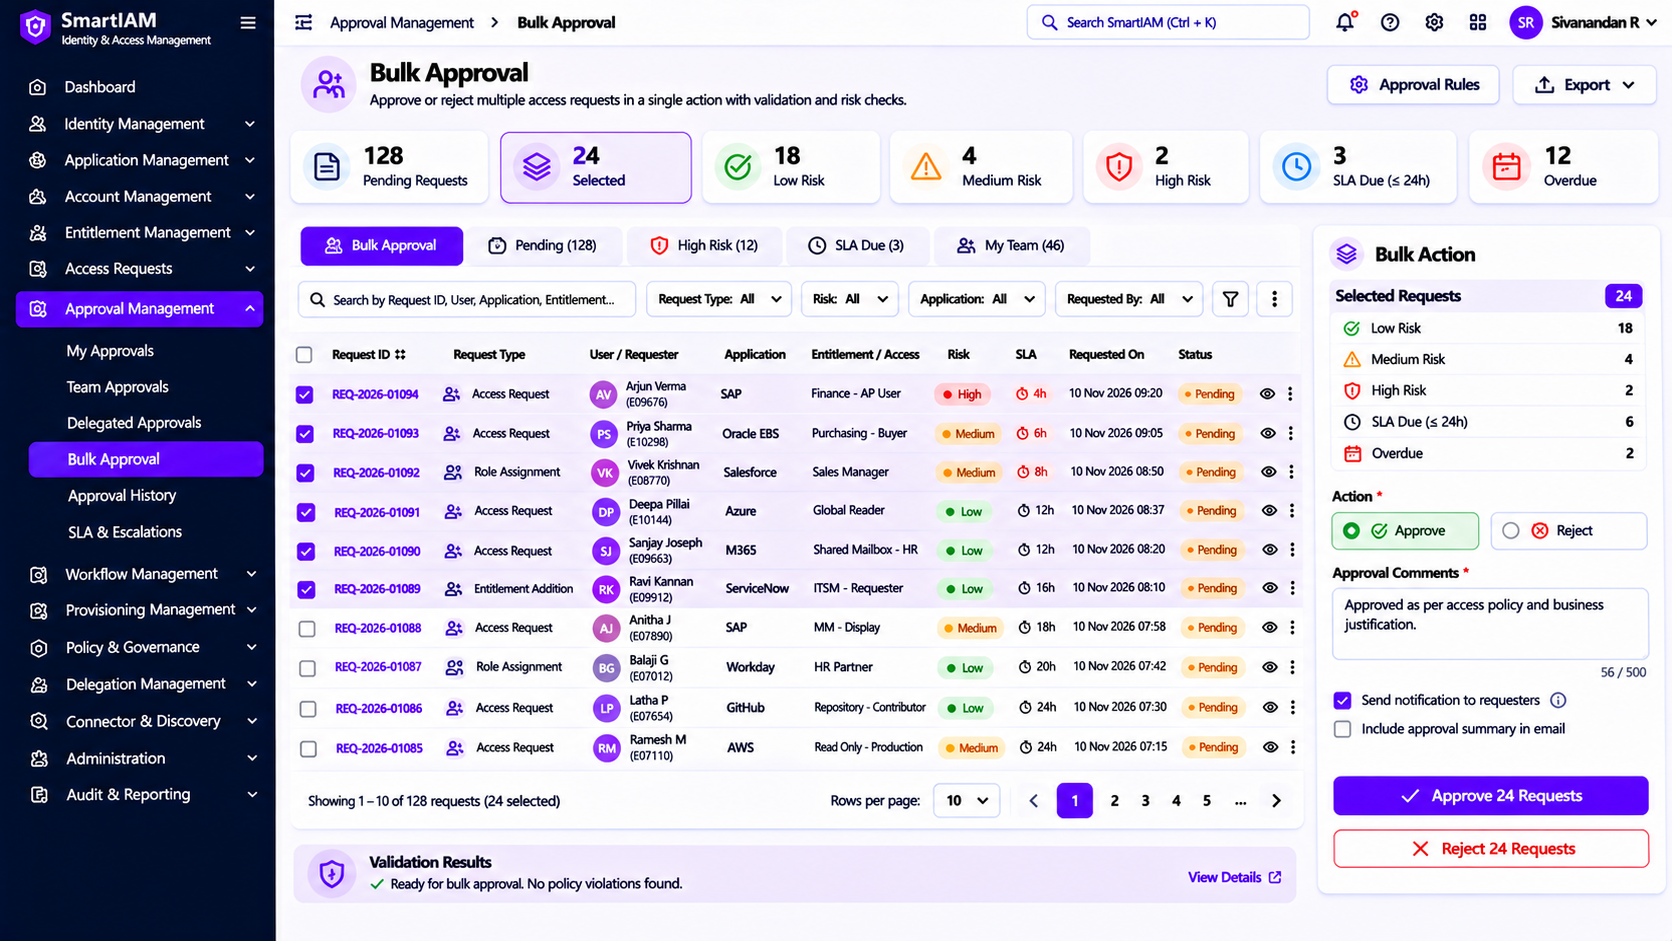 SmartIAM
Identity & Access Management
Dashboard
Identity Management
Application Management
Account Management
Entitlement Management
Access Requests
Approval Management
My Approvals
Team Approvals
Delegated Approvals
Bulk Approval
Approval History
SLA & Escalations
Workflow Management
Provisioning Management
Policy & Governance
Delegation Management
Connector & Discovery
Administration
Audit & Reporting
Approval Management > Bulk Approval
Search SmartIAM (Ctrl + K)
SR Sivanandan R
Bulk Approval
Approve or reject multiple access requests in a single action with validation and risk checks.
Approval Rules
Export
128 Pending Requests
24 Selected
18 Low Risk
4 Medium Risk
2 High Risk
3 SLA Due (≤ 24h)
12 Overdue
Bulk Approval
Pending (128)
High Risk (12)
SLA Due (3)
My Team (46)
Search by Request ID, User, Application, Entitlement...
Request Type: All
Risk: All
Application: All
Requested By: All
Request ID Request Type User / Requester Application Entitlement / Access Risk SLA Requested On Status
REQ-2026-01094 Access Request AV Arjun Verma (E09676) SAP Finance - AP User High 4h 10 Nov 2026 09:20 Pending
REQ-2026-01093 Access Request PS Priya Sharma (E10298) Oracle EBS Purchasing - Buyer Medium 6h 10 Nov 2026 09:05 Pending
REQ-2026-01092 Role Assignment VK Vivek Krishnan (E08770) Salesforce Sales Manager Medium 8h 10 Nov 2026 08:50 Pending
REQ-2026-01091 Access Request DP Deepa Pillai (E10144) Azure Global Reader Low 12h 10 Nov 2026 08:37 Pending
REQ-2026-01090 Access Request SJ Sanjay Joseph (E09663) M365 Shared Mailbox - HR Low 12h 10 Nov 2026 08:20 Pending
REQ-2026-01089 Entitlement Addition RK Ravi Kannan (E09912) ServiceNow ITSM - Requester Low 16h 10 Nov 2026 08:10 Pending
REQ-2026-01088 Access Request AJ Anitha J (E07890) SAP MM - Display Medium 18h 10 Nov 2026 07:58 Pending
REQ-2026-01087 Role Assignment BG Balaji G (E07012) Workday HR Partner Low 20h 10 Nov 2026 07:42 Pending
REQ-2026-01086 Access Request LP Latha P (E07654) GitHub Repository - Contributor Low 24h 10 Nov 2026 07:30 Pending
REQ-2026-01085 Access Request RM Ramesh M (E07110) AWS Read Only - Production Medium 24h 10 Nov 2026 07:15 Pending
Showing 1 – 10 of 128 requests (24 selected)
Rows per page: 10
1 2 3 4 5 ...
Validation Results
Ready for bulk approval. No policy violations found.
View Details
Bulk Action
Selected Requests 24
Low Risk 18
Medium Risk 4
High Risk 2
SLA Due (≤ 24h) 6
Overdue 2
Action *
Approve
Reject
Approval Comments *
Approved as per access policy and business
justification.
56 / 500
Send notification to requesters
Include approval summary in email
Approve 24 Requests
Reject 24 Requests